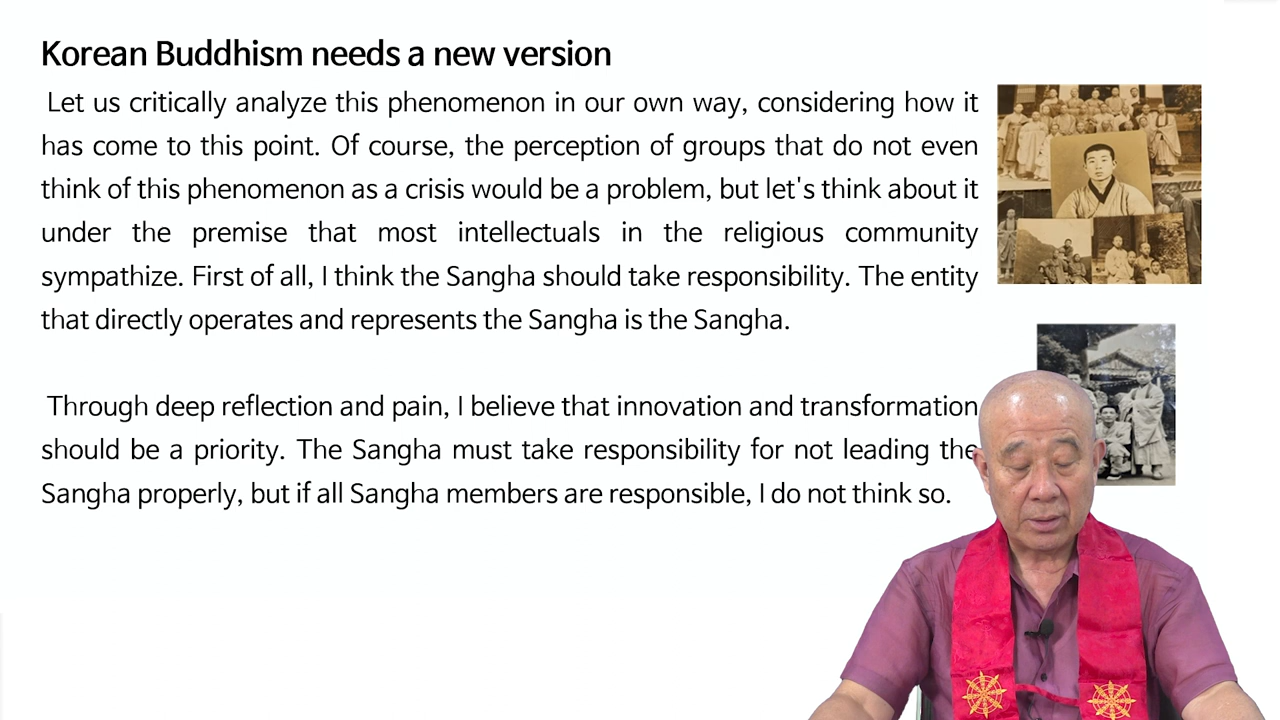 Korean Buddhism needs a new version
Let us critically analyze this phenomenon in our own way, considering how it
has come to this point. Of course, the perception of groups that do not even
think of this phenomenon as a crisis would be a problem, but let's think about it
under the premise that most intellectuals in the religious community
sympathize. First of all, I think the Sangha should take responsibility. The entity
that directly operates and represents the Sangha is the Sangha.
Through deep reflection and pain, I believe that innovation and transformation
should be a priority. The Sangha must take responsibility for not leading the
Sangha properly, but if all Sangha members are responsible, I do not think so.